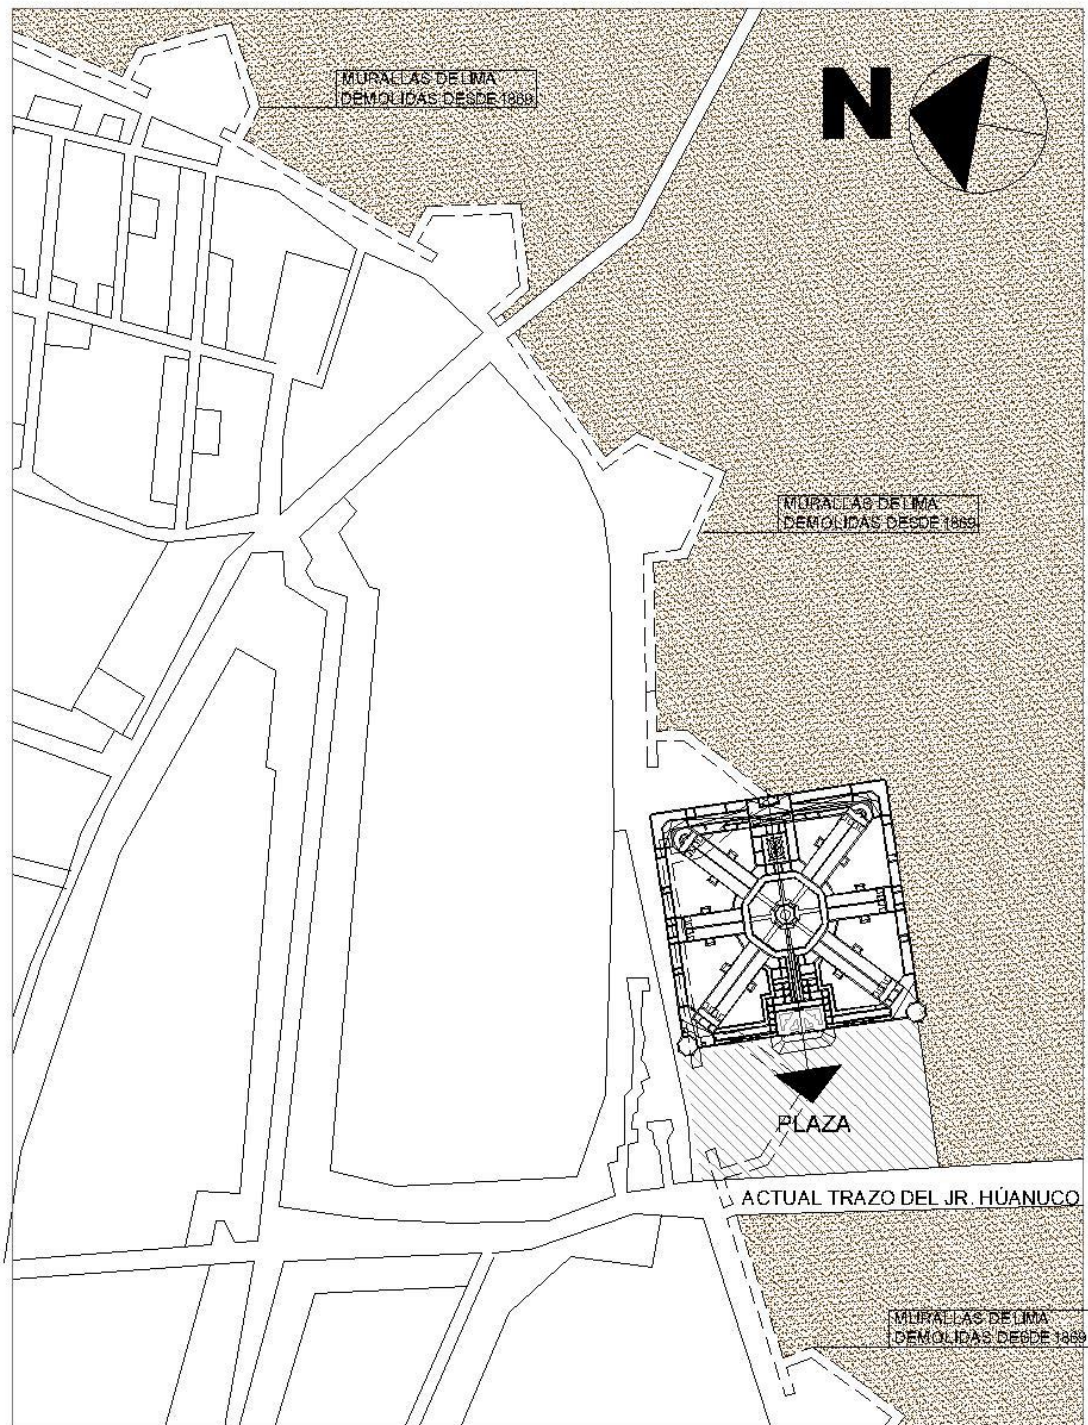 MURALLAS DE LIMA
DEMOLIDAS DESDE 1869
N
MURALLAS DE LIMA
DEMOLIDAS DESDE 1869
PLAZA
ACTUAL TRAZO DEL JR. HÚANUCO
MURALLAS DE LIMA
DEMOLIDAS DESDE 1869